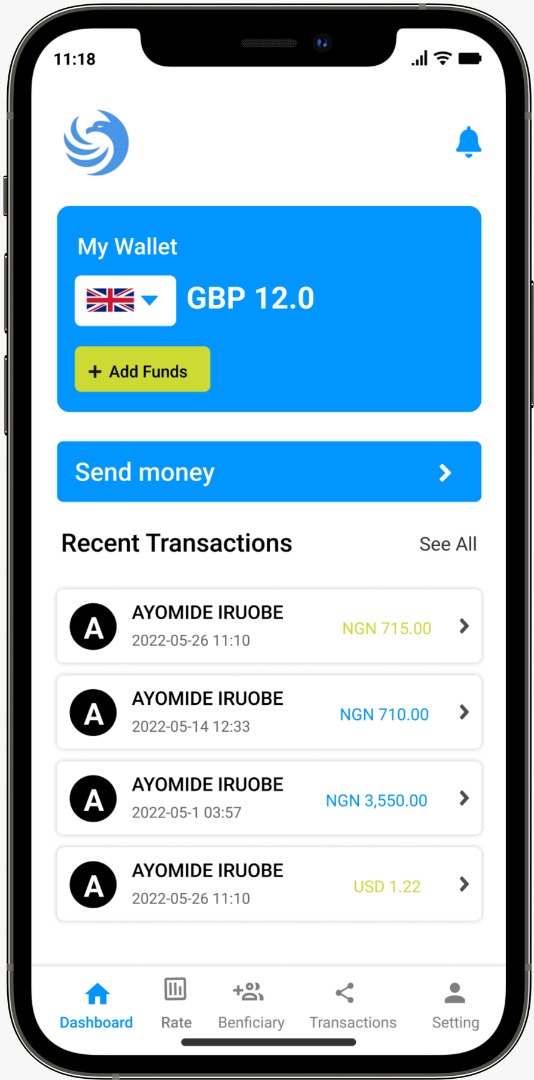 11:18
My Wallet
GBP 12.0
+ Add Funds
Send money
Recent Transactions See All
A AYOMIDE IRUOBE
NGN 715.00
2022-05-26 11:10
A AYOMIDE IRUOBE
NGN 710.00
2022-05-14 12:33
A AYOMIDE IRUOBE
NGN 3,550.00
2022-05-1 03:57
A AYOMIDE IRUOBE
USD 1.22
2022-05-26 11:10
Dashboard Rate Benficiary Transactions Setting